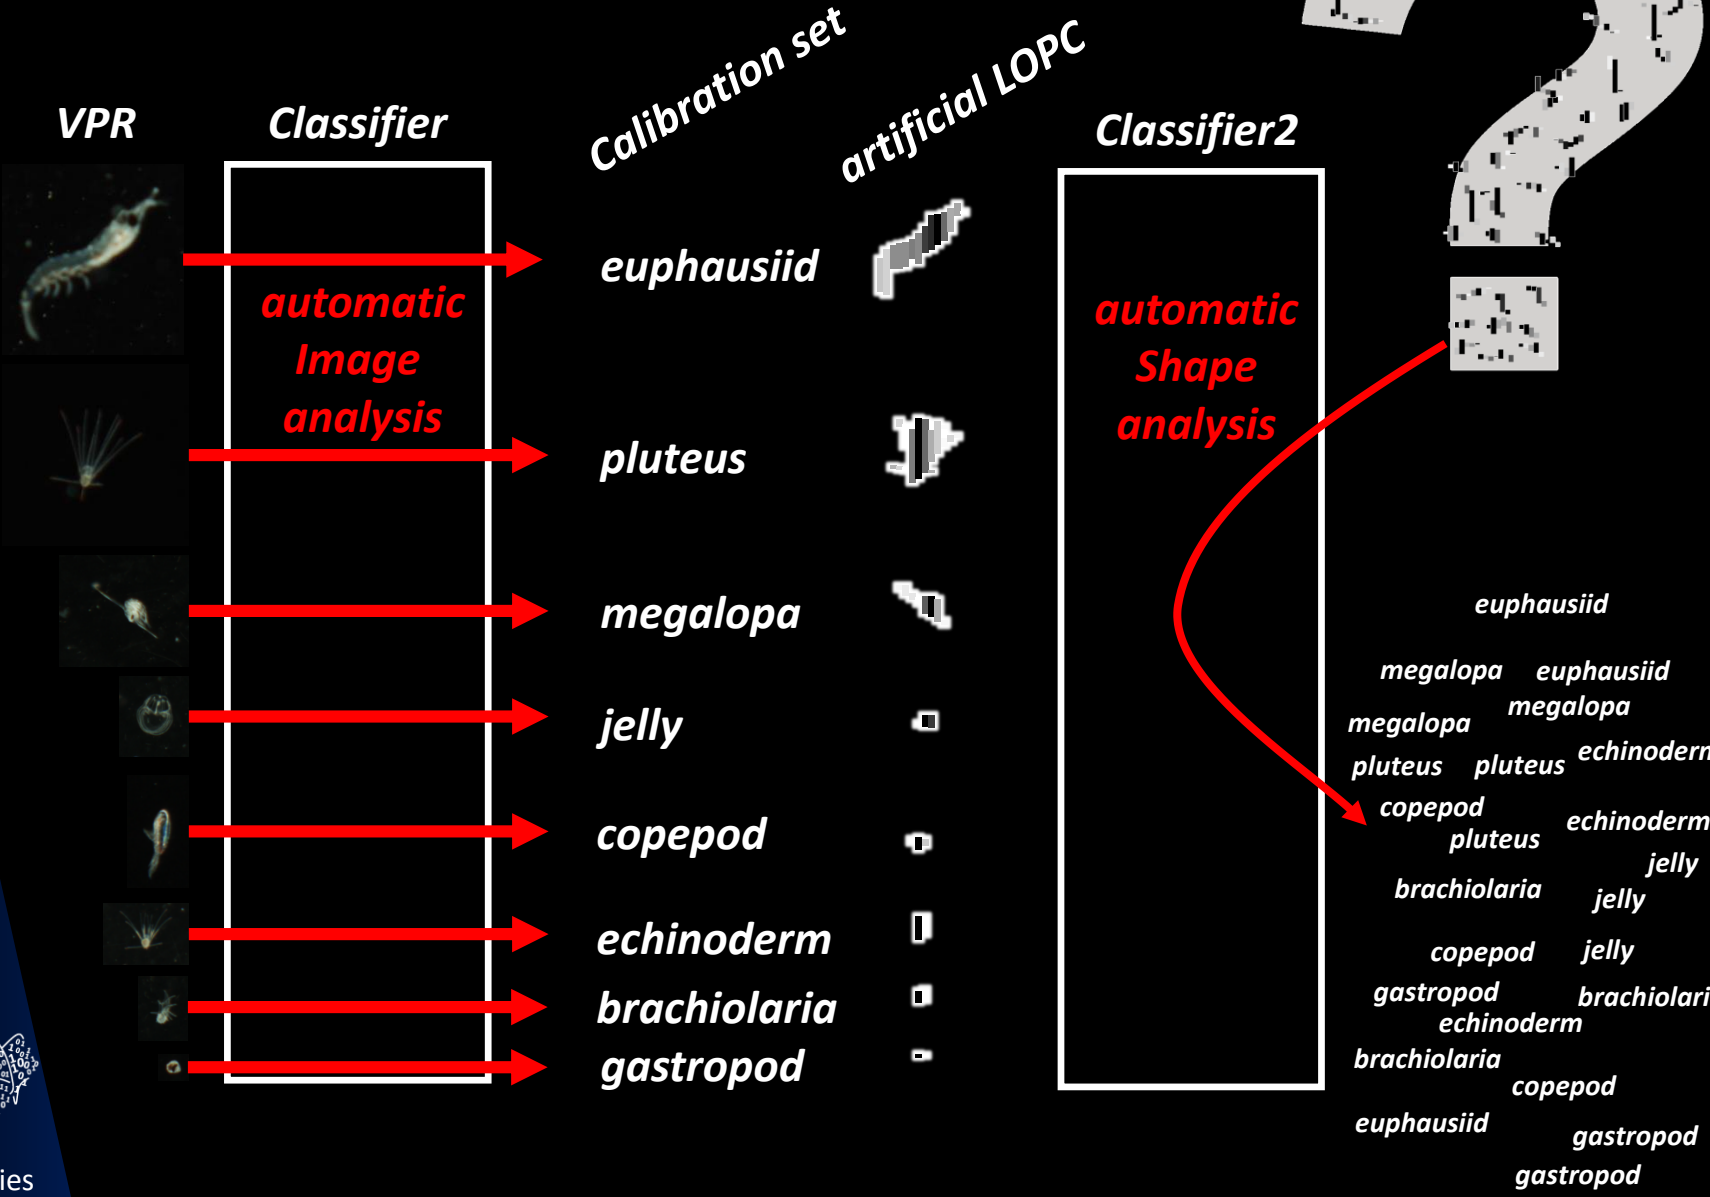 VPR
Classifier
Calibration set
artificial LOPC
Classifier2
automatic
Image
analysis
automatic
Shape
analysis
euphausiid
pluteus
megalopa
jelly
copepod
echinoderm
brachiolaria
gastropod
euphausiid
megalopa euphausiid
megalopa
megalopa
echinoderm
pluteus pluteus
copepod
echinoderm
pluteus
jelly
brachiolaria
jelly
copepod jelly
gastropod brachiolari
echinoderm
brachiolaria
copepod
euphausiid
gastropod
gastropod
ies